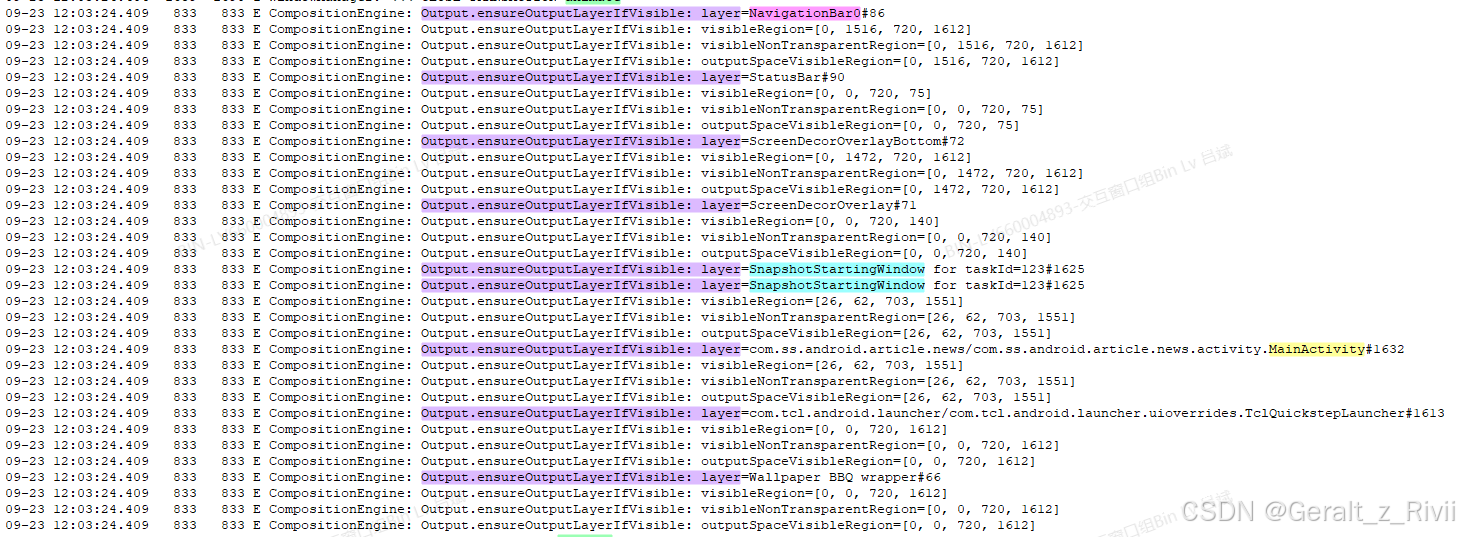 09-23 12:03:24.409 833 833 E CompositionEngine: Output.ensureOutputLayerIfVisible: layer=NavigationBar0#86
09-23 12:03:24.409 833 833 E CompositionEngine: Output.ensureOutputLayerIfVisible: visibleRegion=[0, 1516, 720, 1612]
09-23 12:03:24.409 833 833 E CompositionEngine: Output.ensureOutputLayerIfVisible: visibleNonTransparentRegion=[0, 1516, 720, 1612]
09-23 12:03:24.409 833 833 E CompositionEngine: Output.ensureOutputLayerIfVisible: outputSpaceVisibleRegion=[0, 1516, 720, 1612]
09-23 12:03:24.409 833 833 E CompositionEngine: Output.ensureOutputLayerIfVisible: layer=StatusBar#90
09-23 12:03:24.409 833 833 E CompositionEngine: Output.ensureOutputLayerIfVisible: visibleRegion=[0, 0, 720, 75]
09-23 12:03:24.409 833 833 E CompositionEngine: Output.ensureOutputLayerIfVisible: visibleNonTransparentRegion=[0, 0, 720, 75]
09-23 12:03:24.409 833 833 E CompositionEngine: Output.ensureOutputLayerIfVisible: outputSpaceVisibleRegion=[0, 0, 720, 75]
09-23 12:03:24.409 833 833 E CompositionEngine: Output.ensureOutputLayerIfVisible: layer=ScreenDecorOverlayBottom#72
09-23 12:03:24.409 833 833 E CompositionEngine: Output.ensureOutputLayerIfVisible: visibleRegion=[0, 1472, 720, 1612]
09-23 12:03:24.409 833 833 E CompositionEngine: Output.ensureOutputLayerIfVisible: visibleNonTransparentRegion=[0, 1472, 720, 1612]
09-23 12:03:24.409 833 833 E CompositionEngine: Output.ensureOutputLayerIfVisible: outputSpaceVisibleRegion=[0, 1472, 720, 1612]
09-23 12:03:24.409 833 833 E CompositionEngine: Output.ensureOutputLayerIfVisible: layer=ScreenDecorOverlay#71
09-23 12:03:24.409 833 833 E CompositionEngine: Output.ensureOutputLayerIfVisible: visibleRegion=[0, 0, 720, 140]
09-23 12:03:24.409 833 833 E CompositionEngine: Output.ensureOutputLayerIfVisible: visibleNonTransparentRegion=[0, 0, 720, 140]
09-23 12:03:24.409 833 833 E CompositionEngine: Output.ensureOutputLayerIfVisible: outputSpaceVisibleRegion=[0, 0, 720, 140]
09-23 12:03:24.409 833 833 E CompositionEngine: Output.ensureOutputLayerIfVisible: layer=SnapshotStartingWindow for taskId=123#1625
09-23 12:03:24.409 833 833 E CompositionEngine: Output.ensureOutputLayerIfVisible: layer=SnapshotStartingWindow for taskId=123#1625
09-23 12:03:24.409 833 833 E CompositionEngine: Output.ensureOutputLayerIfVisible: visibleRegion=[26, 62, 703, 1551]
09-23 12:03:24.409 833 833 E CompositionEngine: Output.ensureOutputLayerIfVisible: visibleNonTransparentRegion=[26, 62, 703, 1551]
09-23 12:03:24.409 833 833 E CompositionEngine: Output.ensureOutputLayerIfVisible: outputSpaceVisibleRegion=[26, 62, 703, 1551]
09-23 12:03:24.409 833 833 E CompositionEngine: Output.ensureOutputLayerIfVisible: layer=com.ss.android.article.news/com.ss.android.article.news.activity.MainActivity#1632
09-23 12:03:24.409 833 833 E CompositionEngine: Output.ensureOutputLayerIfVisible: visibleRegion=[26, 62, 703, 1551]
09-23 12:03:24.409 833 833 E CompositionEngine: Output.ensureOutputLayerIfVisible: visibleNonTransparentRegion=[26, 62, 703, 1551]
09-23 12:03:24.409 833 833 E CompositionEngine: Output.ensureOutputLayerIfVisible: outputSpaceVisibleRegion=[26, 62, 703, 1551]
09-23 12:03:24.409 833 833 E CompositionEngine: Output.ensureOutputLayerIfVisible: layer=com.tcl.android.launcher/com.tcl.android.launcher.uioverrides.TclQuickstepLauncher#1613
09-23 12:03:24.409 833 833 E CompositionEngine: Output.ensureOutputLayerIfVisible: visibleRegion=[0, 0, 720, 1612]
09-23 12:03:24.409 833 833 E CompositionEngine: Output.ensureOutputLayerIfVisible: visibleNonTransparentRegion=[0, 0, 720, 1612]
09-23 12:03:24.409 833 833 E CompositionEngine: Output.ensureOutputLayerIfVisible: outputSpaceVisibleRegion=[0, 0, 720, 1612]
09-23 12:03:24.409 833 833 E CompositionEngine: Output.ensureOutputLayerIfVisible: layer=Wallpaper BBQ wrapper#66
09-23 12:03:24.409 833 833 E CompositionEngine: Output.ensureOutputLayerIfVisible: visibleRegion=[0, 0, 720, 1612]
09-23 12:03:24.409 833 833 E CompositionEngine: Output.ensureOutputLayerIfVisible: visibleNonTransparentRegion=[0, 0, 720, 1612]
09-23 12:03:24.409 833 833 E CompositionEngine: Output.ensureOutputLayerIfVisible: outputSpaceVisibleRegion=[0, 0, 720, 1612]
CSDN @Geralt_z_Rivii